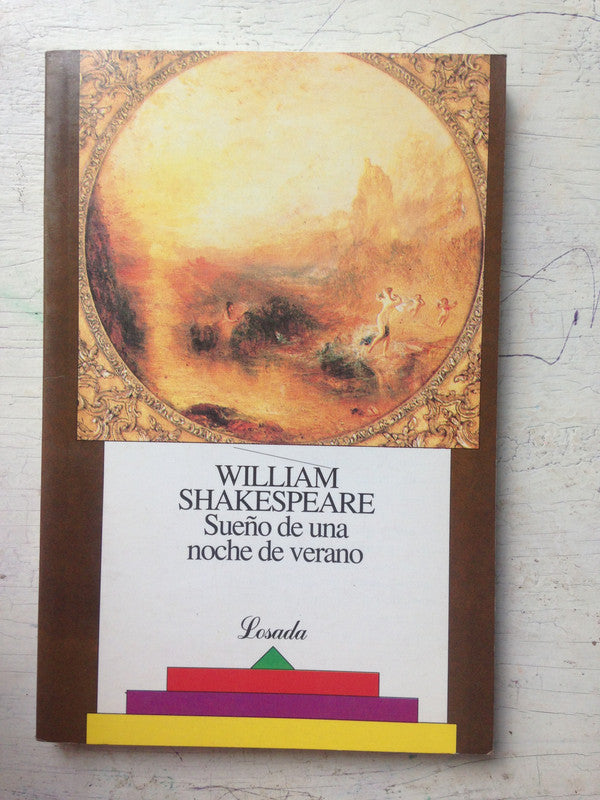 WILLIAM
SHAKESPEARE
Sueño de una
noche de verano
Losada